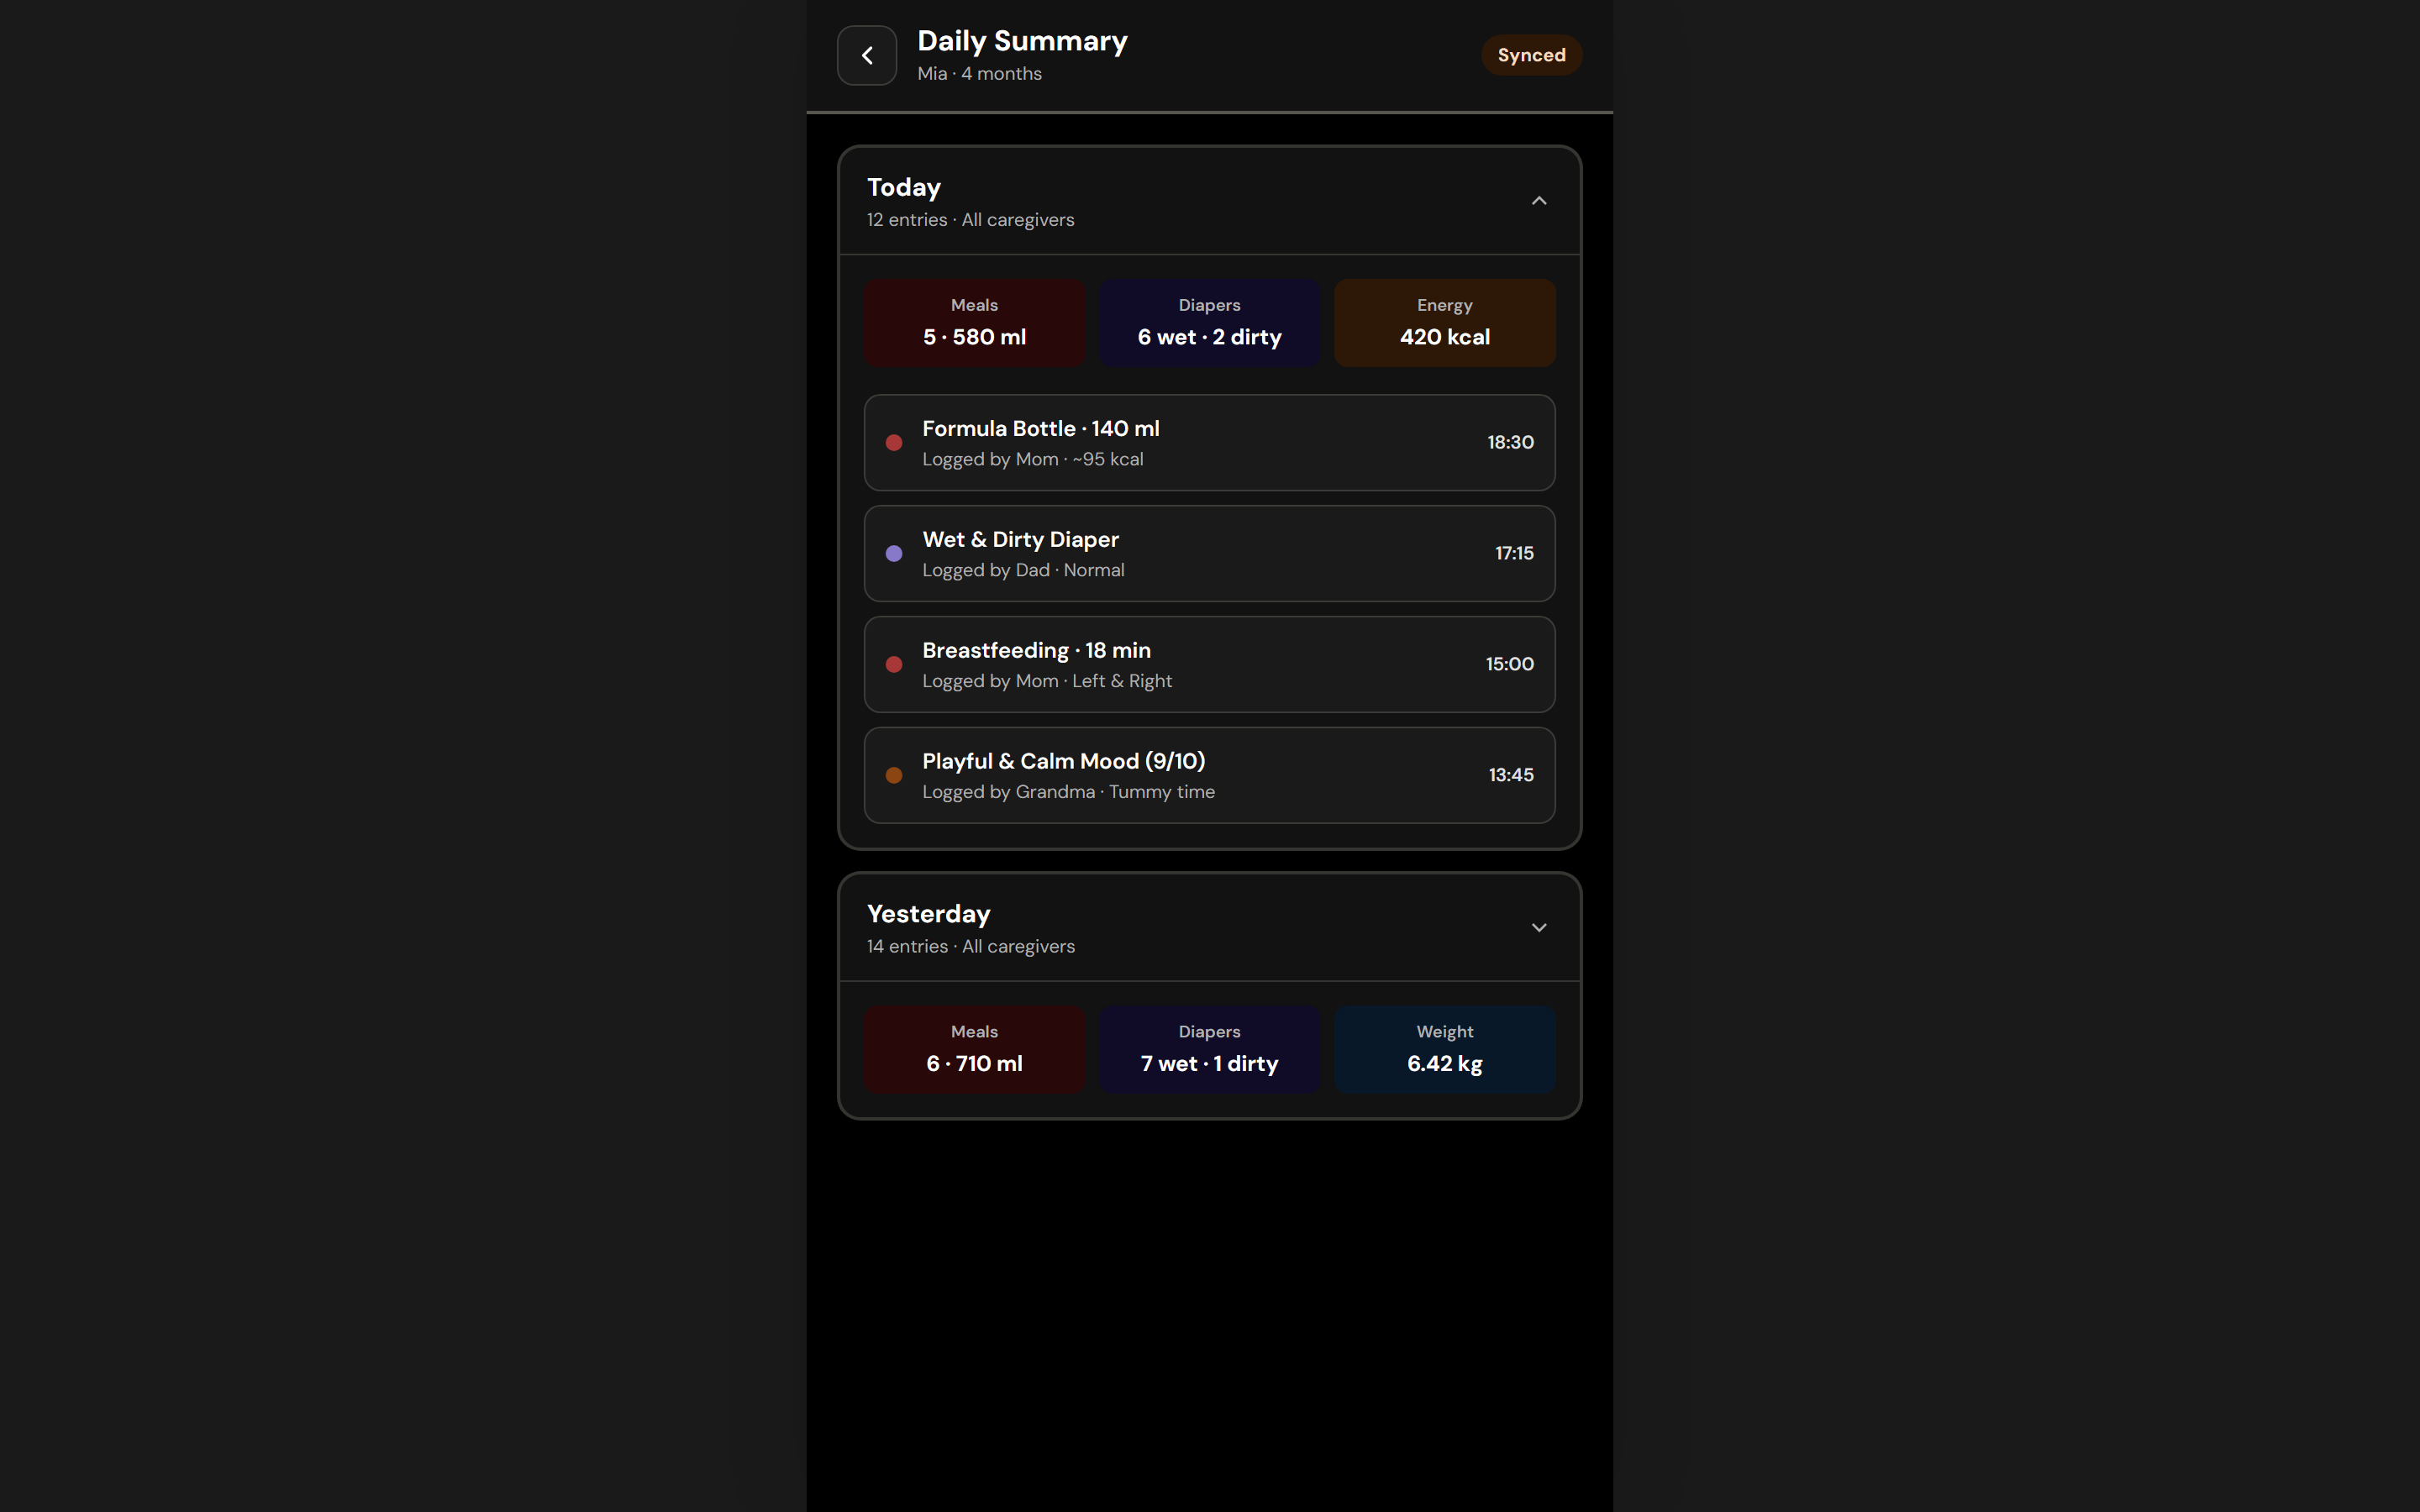 Daily Summary
Mia · 4 months
Synced
Today
12 entries · All caregivers
Meals
5 · 580 ml
Diapers
6 wet · 2 dirty
Energy
420 kcal
Formula Bottle · 140 ml
Logged by Mom · ~95 kcal
18:30
Wet & Dirty Diaper
Logged by Dad · Normal
17:15
Breastfeeding · 18 min
Logged by Mom · Left & Right
15:00
Playful & Calm Mood (9/10)
Logged by Grandma · Tummy time
13:45
Yesterday
14 entries · All caregivers
Meals
6 · 710 ml
Diapers
7 wet · 1 dirty
Weight
6.42 kg